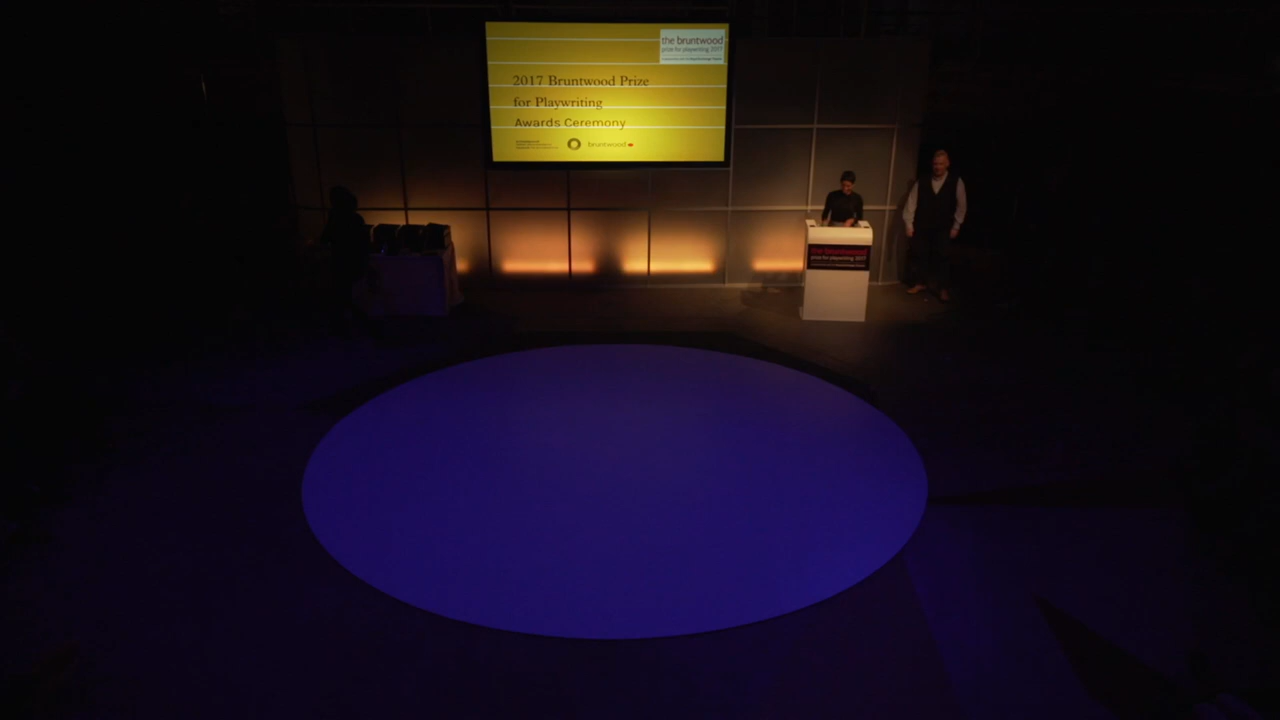 the bruntwood
prize for playwriting 2017
2017 Bruntwood Prize
for Playwriting
Awards Ceremony
bruntwood
the bruntwood
prize for playwriting 2017